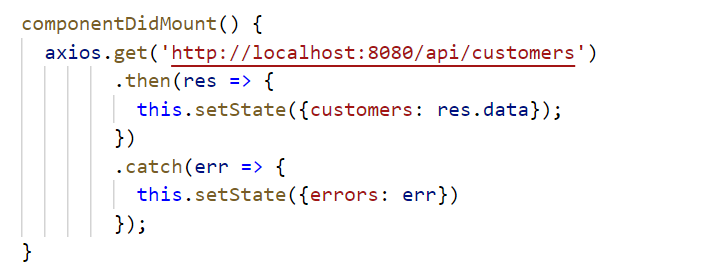 componentDidMount() {
axios.get('http://localhost:8080/api/customers')
.then(res => {
this.setState({customers: res.data});
})
.catch(err => {
this.setState({errors: err})
});
}